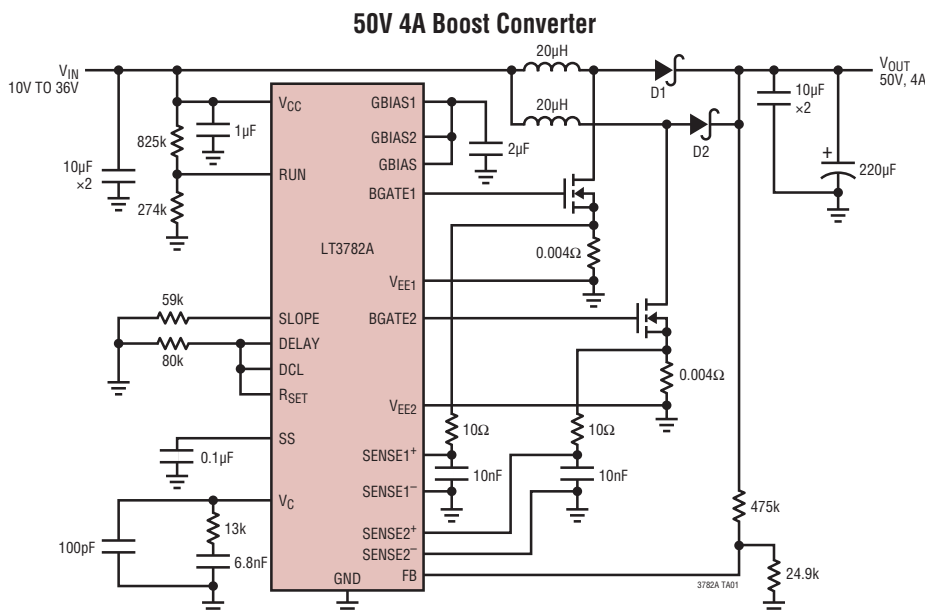 50V 4A Boost Converter
VIN
10V TO 36V
20µH
D1
VOUT
50V, 4A
10µF
×2
220µF
+
20µH
D2
VCC
1µF
825k
10µF
×2
RUN
274k
LT3782A
GBIAS1
GBIAS2
GBIAS
2µF
BGATE1
0.004Ω
VEE1
BGATE2
0.004Ω
VEE2
59k
SLOPE
80k
DELAY
DCL
RSET
SS
0.1µF
10Ω
10Ω
SENSE1+
10nF
10nF
SENSE1–
VC
13k
100pF
6.8nF
SENSE2+
SENSE2–
GND
FB
475k
24.9k
3782A TA01